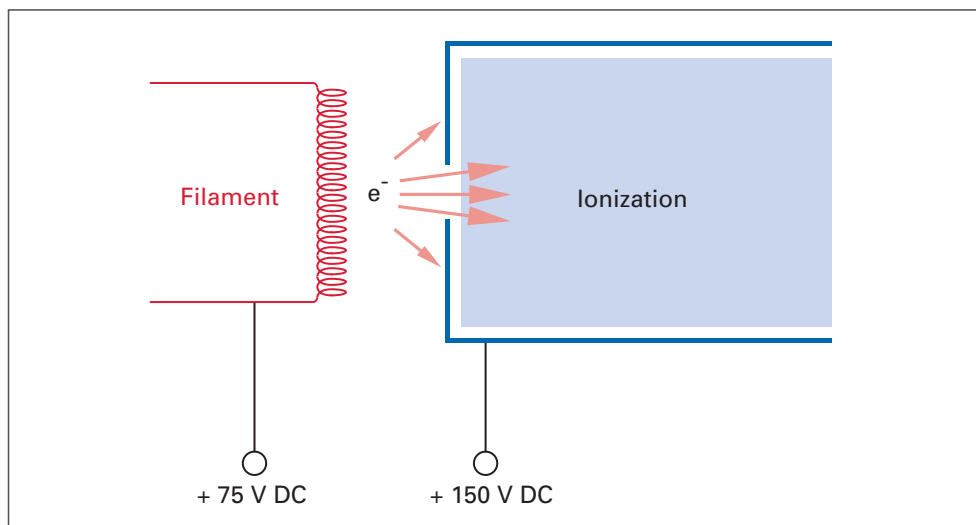 Filament
e-
Ionization
+ 75 V DC
+ 150 V DC